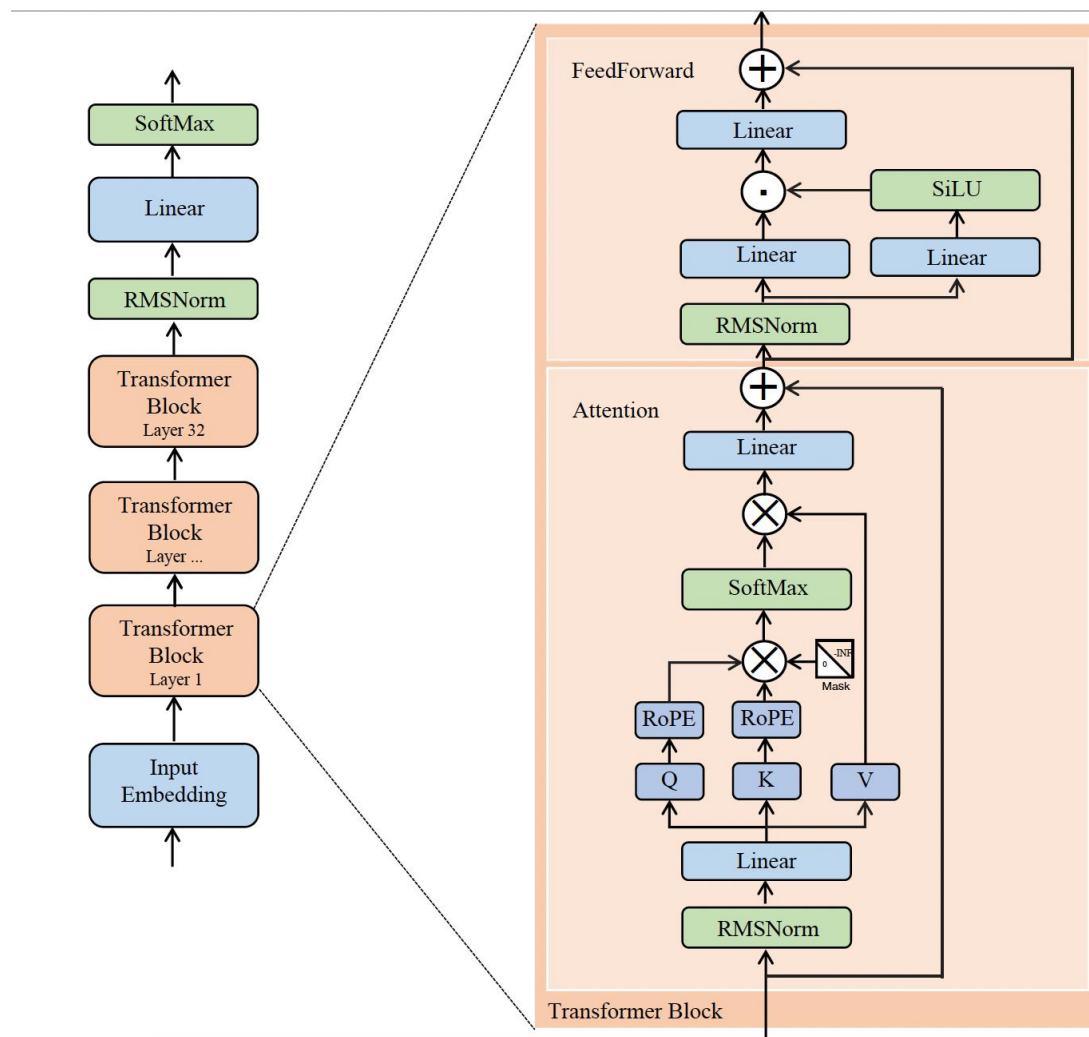 SoftMax
Linear
RMSNorm
Transformer
Block
Layer 32
Transformer
Block
Layer ...
Transformer
Block
Layer 1
Input
Embedding
FeedForward
+
Linear
·
SiLU
Linear
Linear
RMSNorm
+
Attention
Linear
×
SoftMax
×
-INF
0
Mask
RoPE
RoPE
Q
K
V
Linear
RMSNorm
Transformer Block